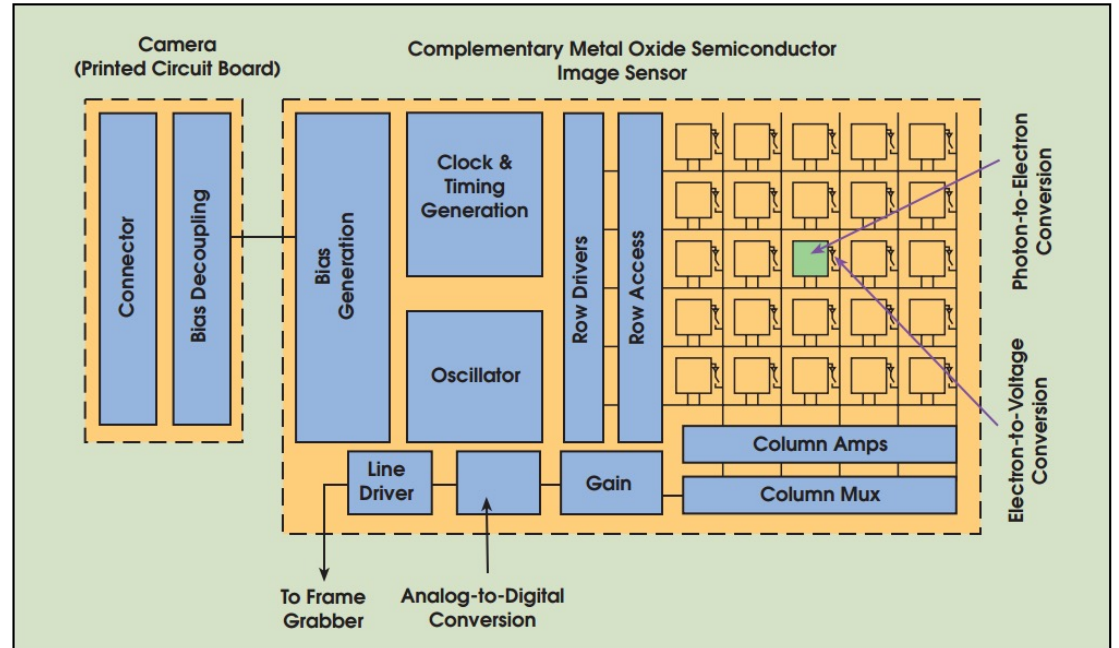 Camera
(Printed Circuit Board)
Complementary Metal Oxide Semiconductor
Image Sensor
Connector
Bias Decoupling
Bias
Generation
Clock &
Timing
Generation
Oscillator
Row Drivers
Row Access
Photon-to-Electron
Conversion
Electron-to-Voltage
Conversion
Column Amps
Column Mux
Line
Driver
Gain
To Frame
Grabber
Analog-to-Digital
Conversion